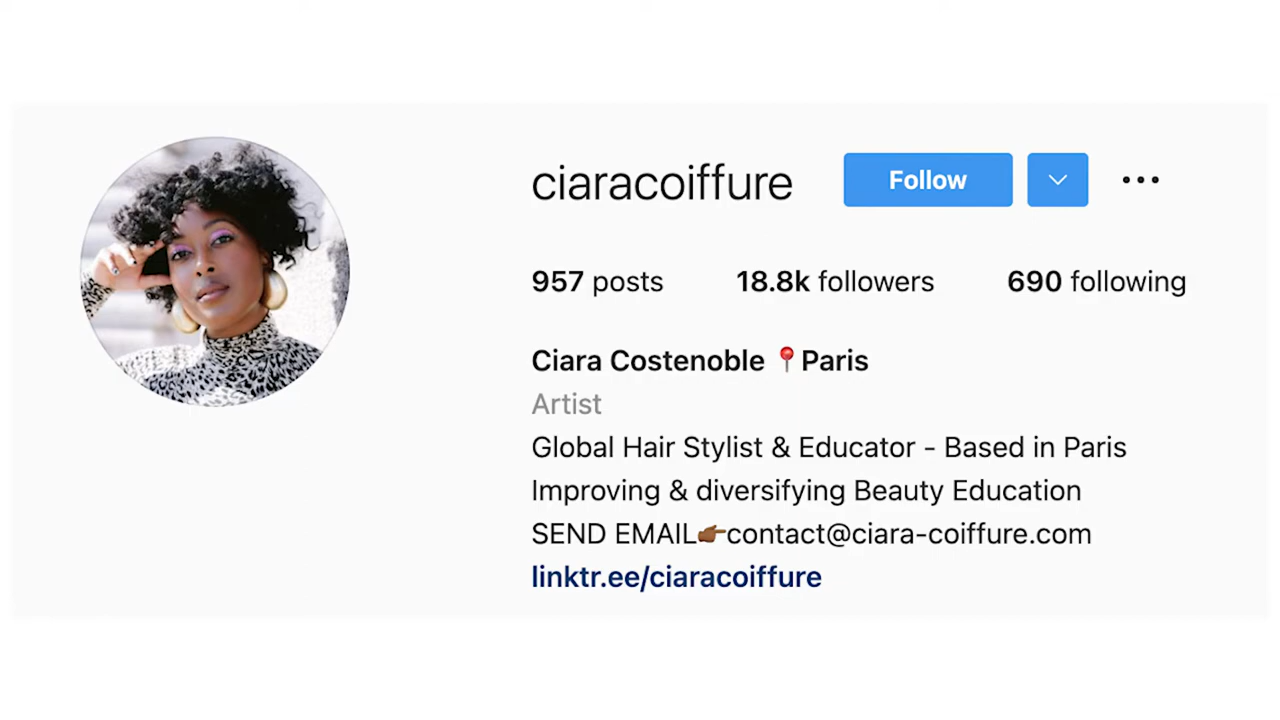 ciaracoiffure Follow
957 posts 18.8k followers 690 following
Ciara Costenoble 📍Paris
Artist
Global Hair Stylist & Educator - Based in Paris
Improving & diversifying Beauty Education
SEND EMAIL👉🏾contact@ciara-coiffure.com
linktr.ee/ciaracoiffure